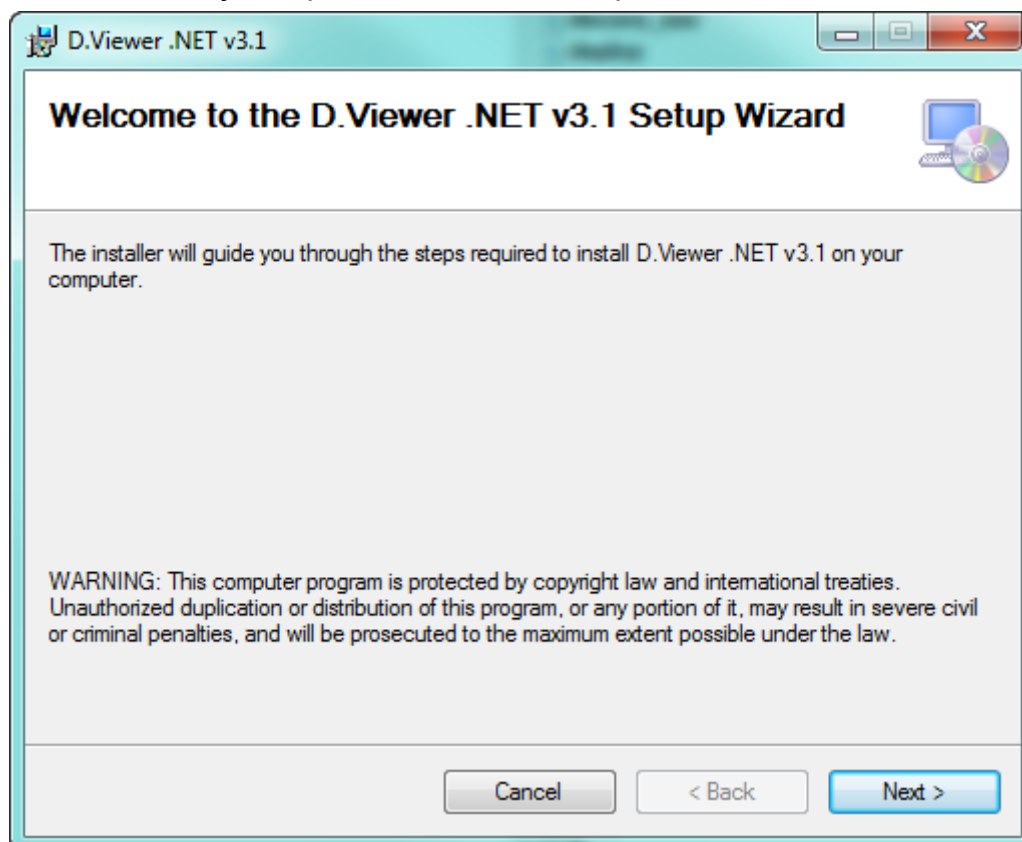 D.Viewer .NET v3.1
Welcome to the D.Viewer .NET v3.1 Setup Wizard
The installer will guide you through the steps required to install D.Viewer .NET v3.1 on your
computer.
WARNING: This computer program is protected by copyright law and international treaties.
Unauthorized duplication or distribution of this program, or any portion of it, may result in severe civil
or criminal penalties, and will be prosecuted to the maximum extent possible under the law.
Cancel < Back Next >